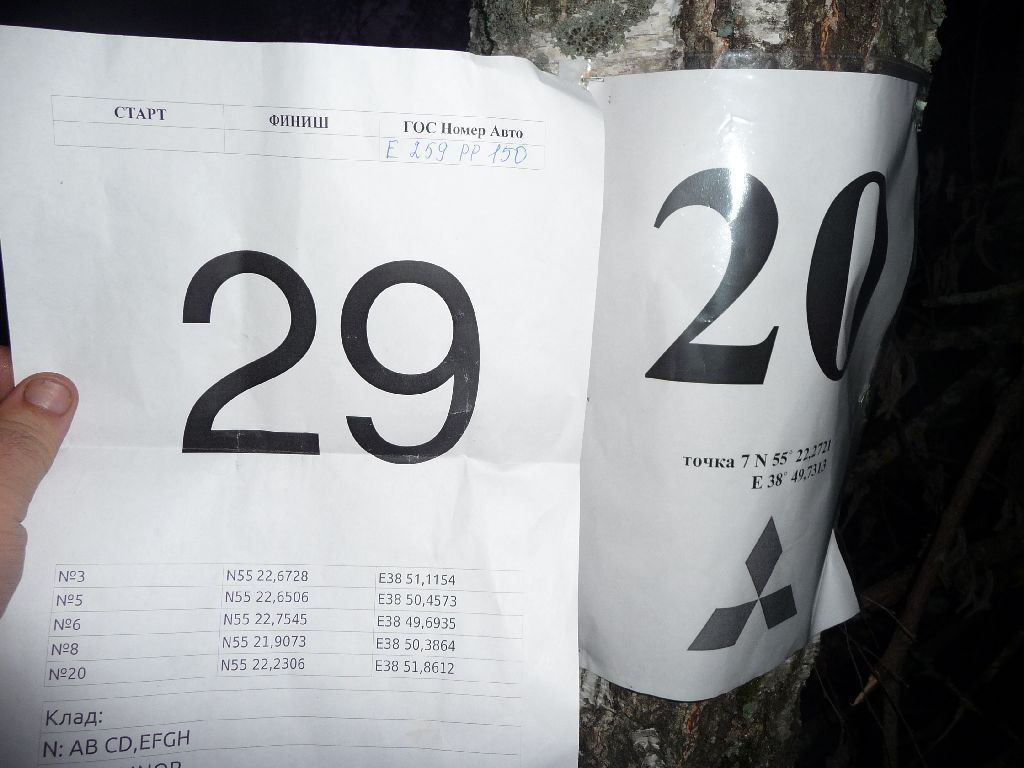 СТАРТ ФИНИШ ГОС Номер Авто
Е 259 РР 150
29
№3 N55 22,6728 E38 51,1154
№5 N55 22,6506 E38 50,4573
№6 N55 22,7545 E38 49,6935
№8 N55 21,9073 E38 50,3864
№20 N55 22,2306 E38 51,8612
Клад:
N: AB CD,EFGH
20
точка 7 N 55° 22,2721
E 38° 49,7313